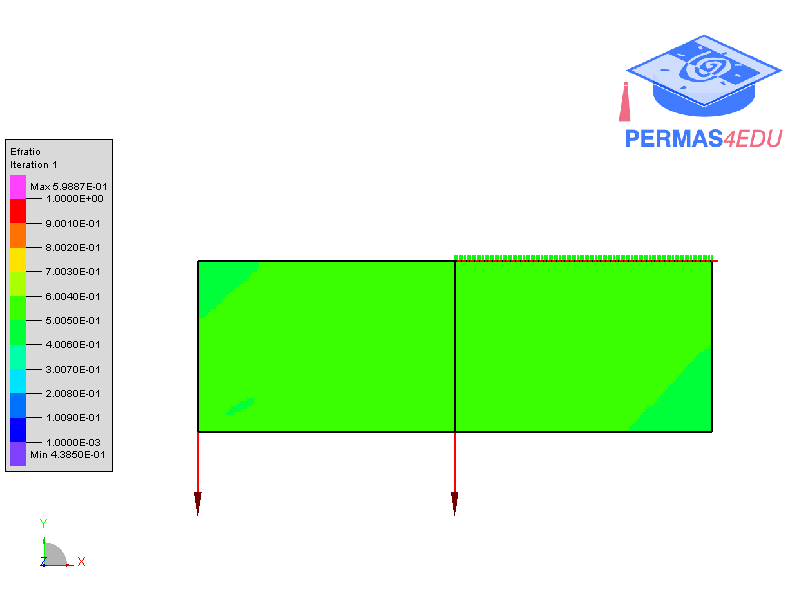 PERMAS4EDU
Efratio
Iteration 1
Max 5.9887E-01
1.0000E+00
9.0010E-01
8.0020E-01
7.0030E-01
6.0040E-01
5.0050E-01
4.0060E-01
3.0070E-01
2.0080E-01
1.0090E-01
1.0000E-03
Min 4.3850E-01
Y
Z
X